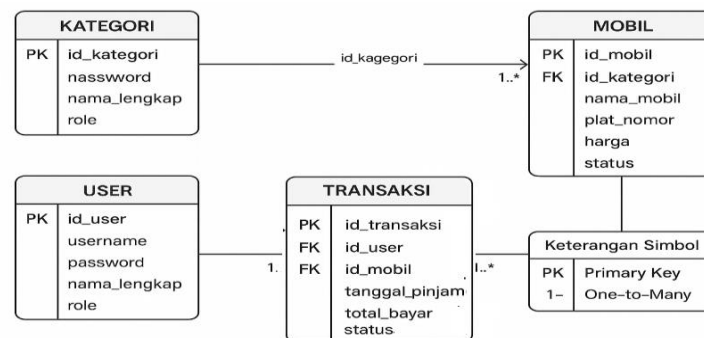 KATEGORI
PK id_kategori
nassword
nama_lengkap
role
id_kagegori
1..*
MOBIL
PK id_mobil
FK id_kategori
nama_mobil
plat_nomor
harga
status
USER
PK id_user
username
password
nama_lengkap
role
1.
TRANSAKSI
PK id_transaksi
FK id_user
FK id_mobil
tanggal_pinjam
total_bayar
status
1..*
Keterangan Simbol
PK Primary Key
1- One-to-Many